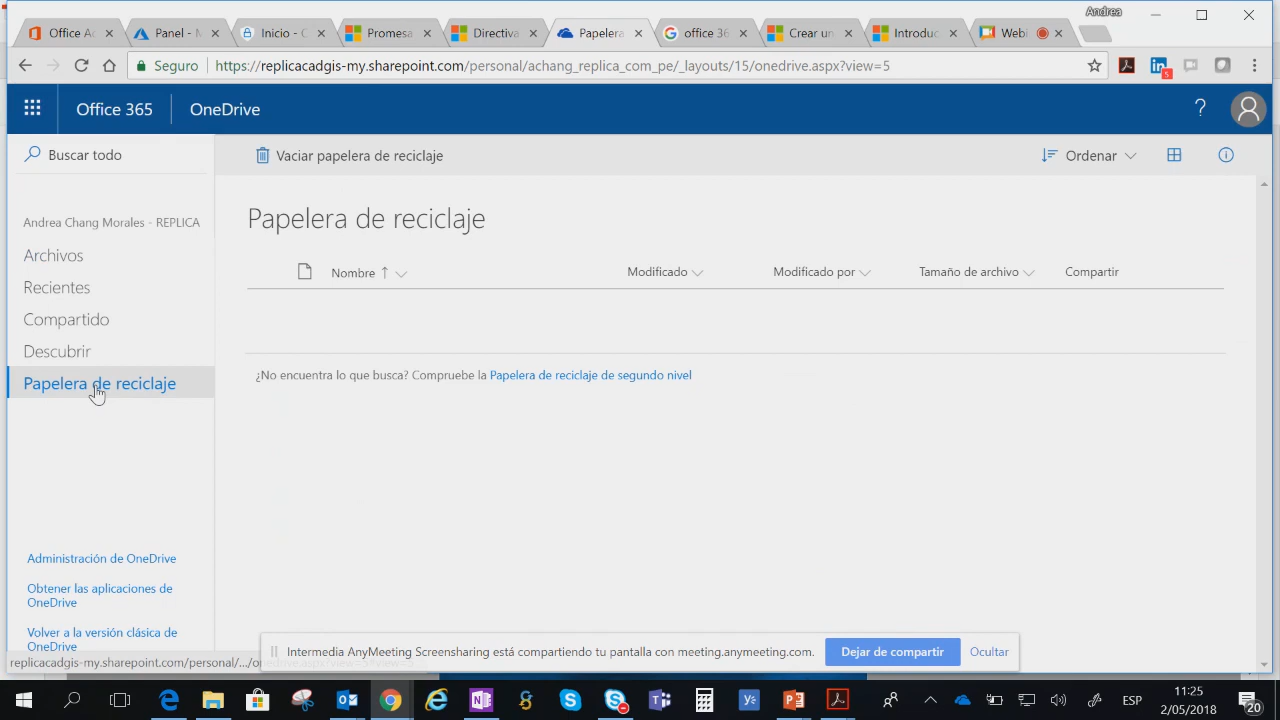 Andrea
Office A
Panel: M
Inicio - C
Promesa
Directiva
Papelera
office 36
Crear un
Introduc
Webi
Seguro
https://replicacadgis-my.sharepoint.com/personal/achang_replica_com_pe/_layouts/15/onedrive.aspx?view=5
5
Office 365
OneDrive
?
Buscar todo
Vaciar papelera de reciclaje
Ordenar
Andrea Chang Morales - REPLICA
Papelera de reciclaje
Archivos
Nombre
Modificado
Modificado por
Tamaño de archivo
Compartir
Recientes
Compartido
Descubrir
Papelera de reciclaje
¿No encuentra lo que busca? Compruebe la Papelera de reciclaje de segundo nivel
Administración de OneDrive
Obtener las aplicaciones de
OneDrive
Volver a la versión clásica de
OneDrive
Intermedia AnyMeeting Screensharing está compartiendo tu pantalla con meeting.anymeeting.com.
Dejar de compartir
Ocultar
ESP
11:25
2/05/2018
20